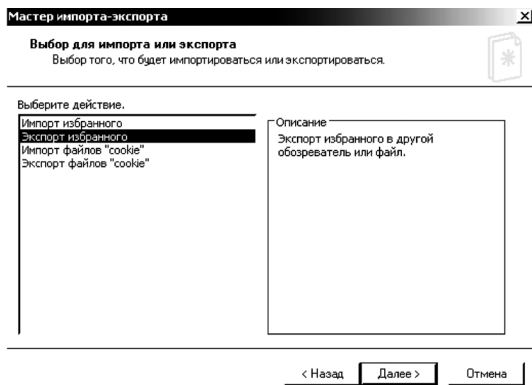 Мастер импорта-экспорта
Выбор для импорта или экспорта
Выбор того, что будет импортироваться или экспортироваться.
Выберите действие.
Импорт избранного
Экспорт избранного
Импорт файлов "cookie"
Экспорт файлов "cookie"
Описание
Экспорт избранного в другой
обозреватель или файл.
< Назад
Далее >
Отмена